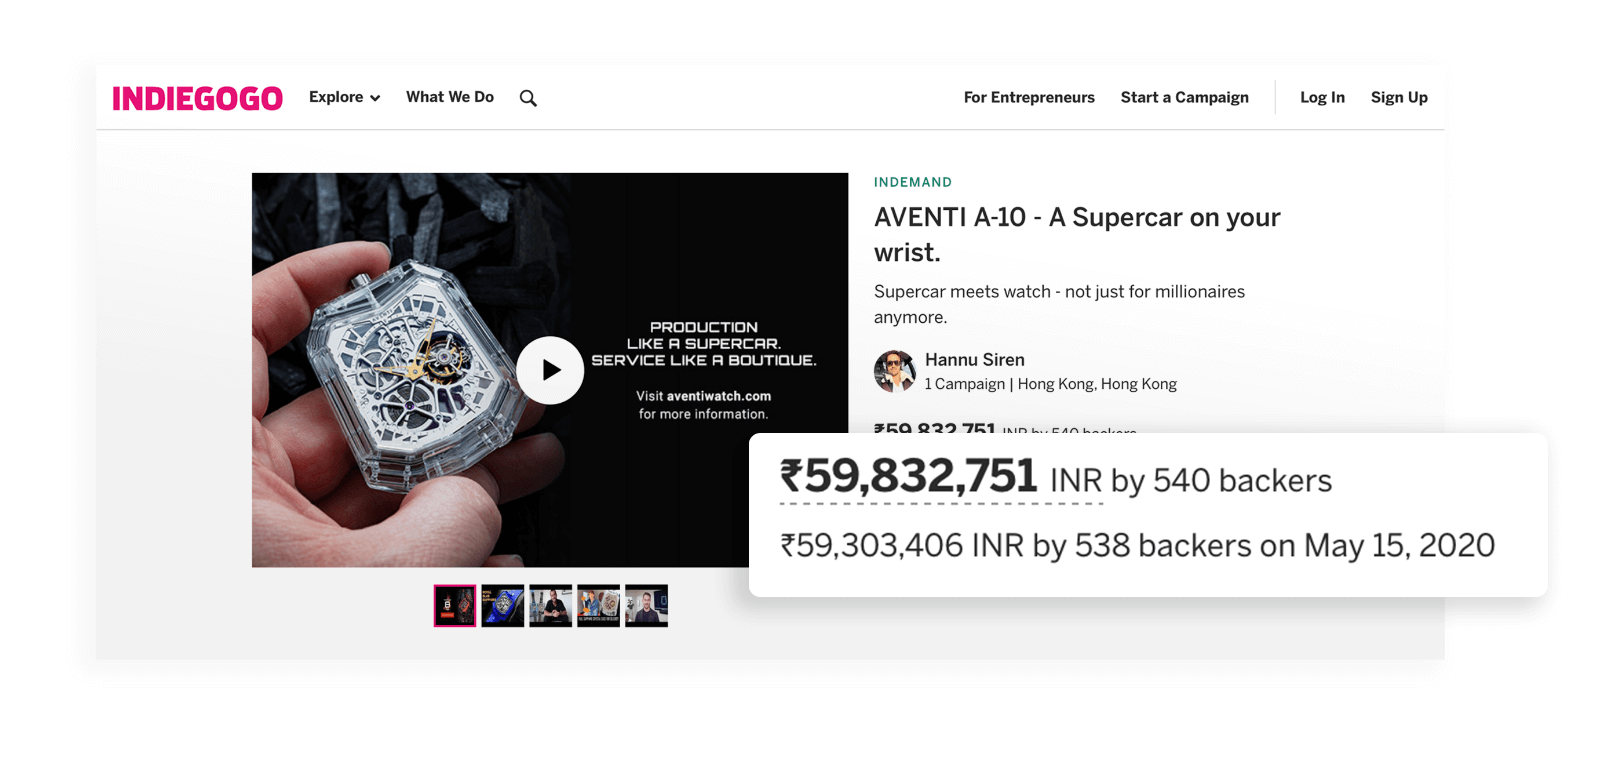 INDIEGOGO Explore What We Do For Entrepreneurs Start a Campaign Log In Sign Up
INDEMAND
AVENTI A-10 - A Supercar on your
wrist.
Supercar meets watch - not just for millionaires
anymore.
Hannu Siren
1 Campaign | Hong Kong, Hong Kong
PRODUCTION
LIKE A SUPERCAR.
SERVICE LIKE A BOUTIQUE.
Visit aventiwatch.com
for more information.
₹59,832,751 INR by 540 backers
₹59,832,751 INR by 540 backers
₹59,303,406 INR by 538 backers on May 15, 2020